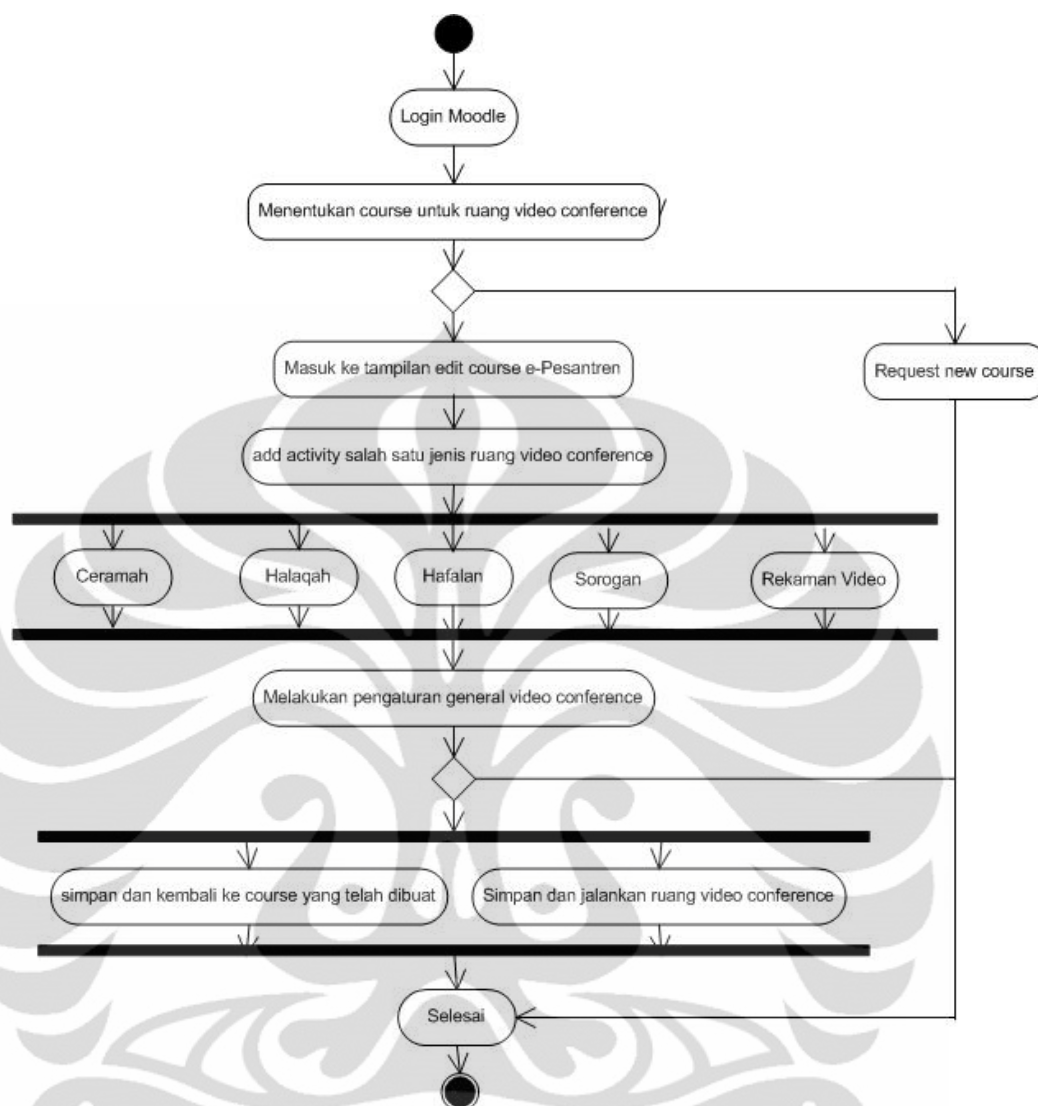 Login Moodle
Menentukan course untuk ruang video conference
Masuk ke tampilan edit course e-Pesantren
Request new course
add activity salah satu jenis ruang video conference
Ceramah
Halaqah
Hafalan
Sorogan
Rekaman Video
Melakukan pengaturan general video conference
simpan dan kembali ke course yang telah dibuat
Simpan dan jalankan ruang video conference
Selesai